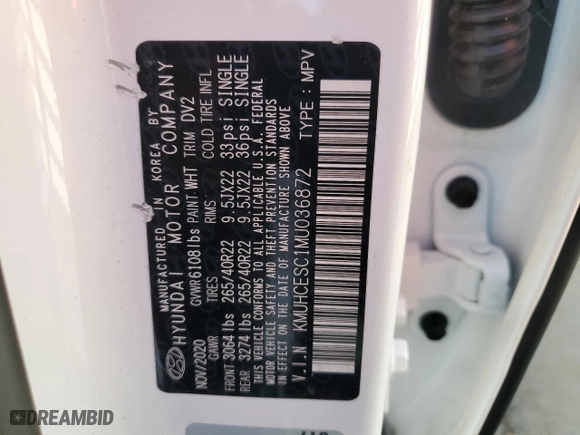 MANUFACTURED IN KOREA BY
HYUNDAI MOTOR COMPANY
NOV/2020 GVWR 6108 lbs PAINT WHT TRIM DV2
GAWR TIRES RIMS COLD TIRE INFL
FRONT 3064 lbs 265/40R22 9.5JX22 33psi SINGLE
REAR 3274 lbs 265/40R22 9.5JX22 36psi SINGLE
THIS VEHICLE CONFORMS TO ALL APPLICABLE U.S.A. FEDERAL
MOTOR VEHICLE SAFETY AND THEFT PREVENTION STANDARDS
IN EFFECT ON THE DATE OF MANUFACTURE SHOWN ABOVE
V.I.N KMUHCESC1MU036872 TYPE : MPV
DREAMBID